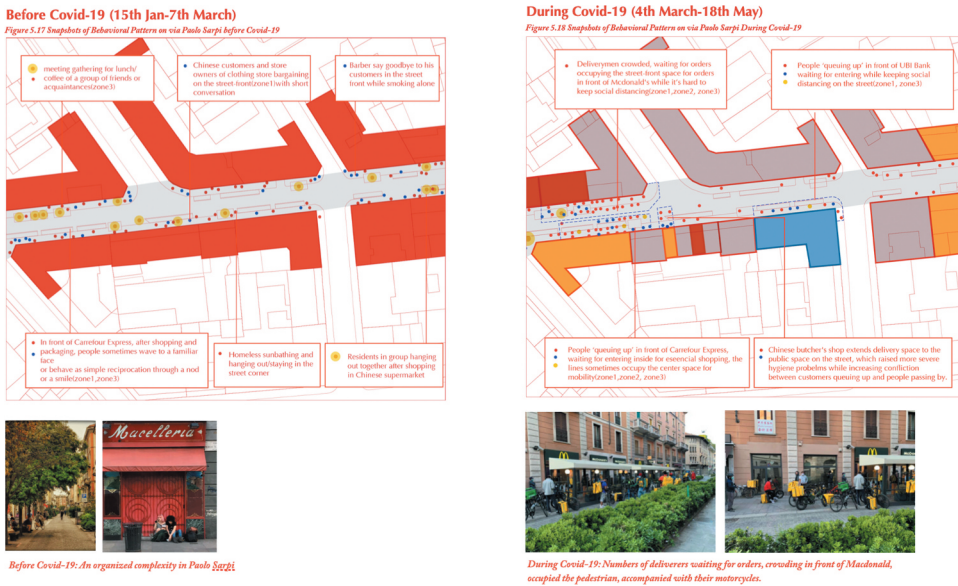 Before Covid-19 (15th Jan-7th March)
Figure 5.17 Snapshots of Behavioral Pattern on via Paolo Sarpi before Covid-19
meeting gathering for lunch/
coffee of a group of friends or
acquaintances(zone3)
Chinese customers and store
owners of clothing store bargaining
on the street-front(zone1)with short
conversation
Barber say goodbye to his
customers in the street
front while smoking alone
In front of Carrefour Express, after shopping and
packaging, people sometimes wave to a familiar
face
or behave as simple reciprocation through a nod
or a smile(zone1,zone3)
Homeless sunbathing and
hanging out/staying in the
street corner
Residents in group hanging
out together after shopping
in Chinese supermarket
Macelleria
Before Covid-19: An organized complexity in Paolo Sarpi
During Covid-19 (4th March-18th May)
Figure 5.18 Snapshots of Behavioral Pattern on via Paolo Sarpi During Covid-19
Deliverymen crowded, waiting for orders
occupying the street-front space for orders
in front of Mcdonald's while it's hard to
keep social distancing(zone1,zone2, zone3)
People 'queuing up' in front of UBI Bank
waiting for entering while keeping social
distancing on the street(zone1, zone3)
People 'queuing up' in front of Carrefour Express,
waiting for entering inside for esencial shopping, the
lines sometimes occupy the center space for
mobility(zone1,zone2, zone3)
Chinese butcher's shop extends delivery space to the
public space on the street, which raised more severe
hygiene probelms while increasing confliction
between customers queuing up and people passing by.
During Covid-19: Numbers of deliverers waiting for orders, crowding in front of Macdonald,
occupied the pedestrian, accompanied with their motorcycles.